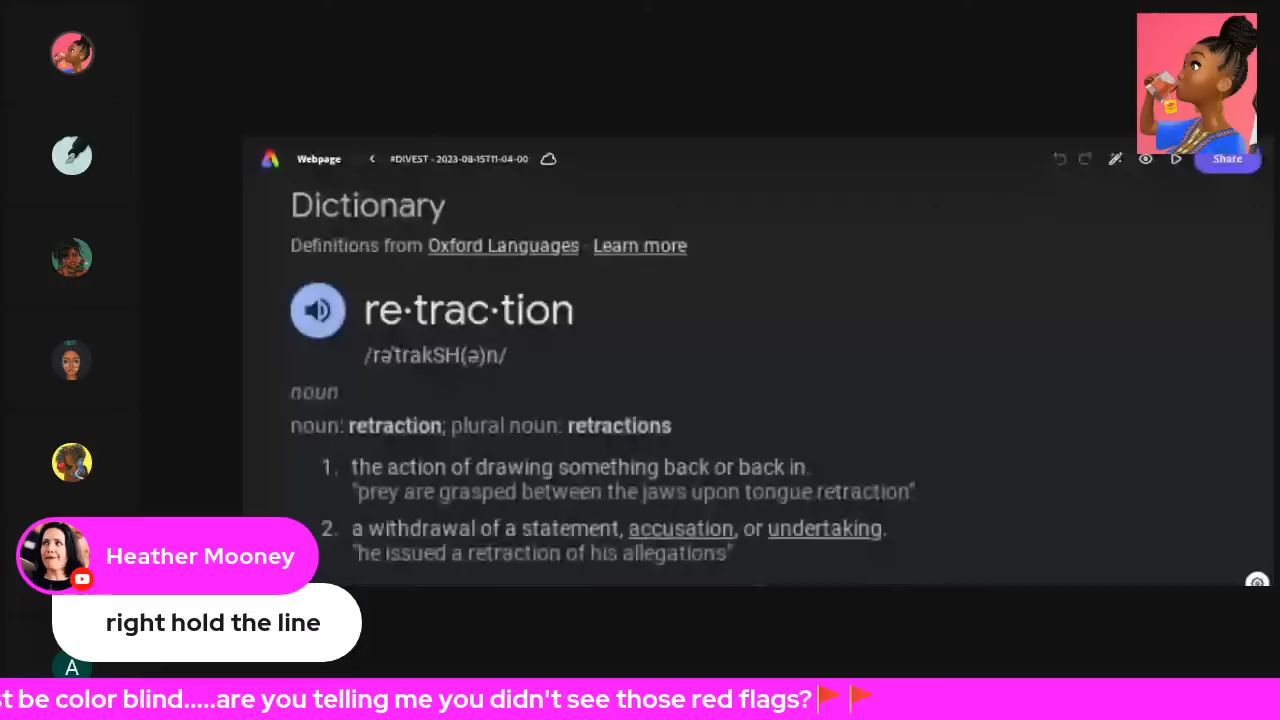 Webpage
#DIVEST - 2023-08-15T11-04-00
Share
Dictionary
Definitions from Oxford Languages · Learn more
re·trac·tion
/rəˈtrakSH(ə)n/
noun
noun: retraction; plural noun: retractions
1. the action of drawing something back or back in.
"prey are grasped between the jaws upon tongue retraction"
2. a withdrawal of a statement, accusation, or undertaking.
"he issued a retraction of his allegations"
Heather Mooney
right hold the line
A
st be color blind.....are you telling me you didn't see those red flags?🚩🚩